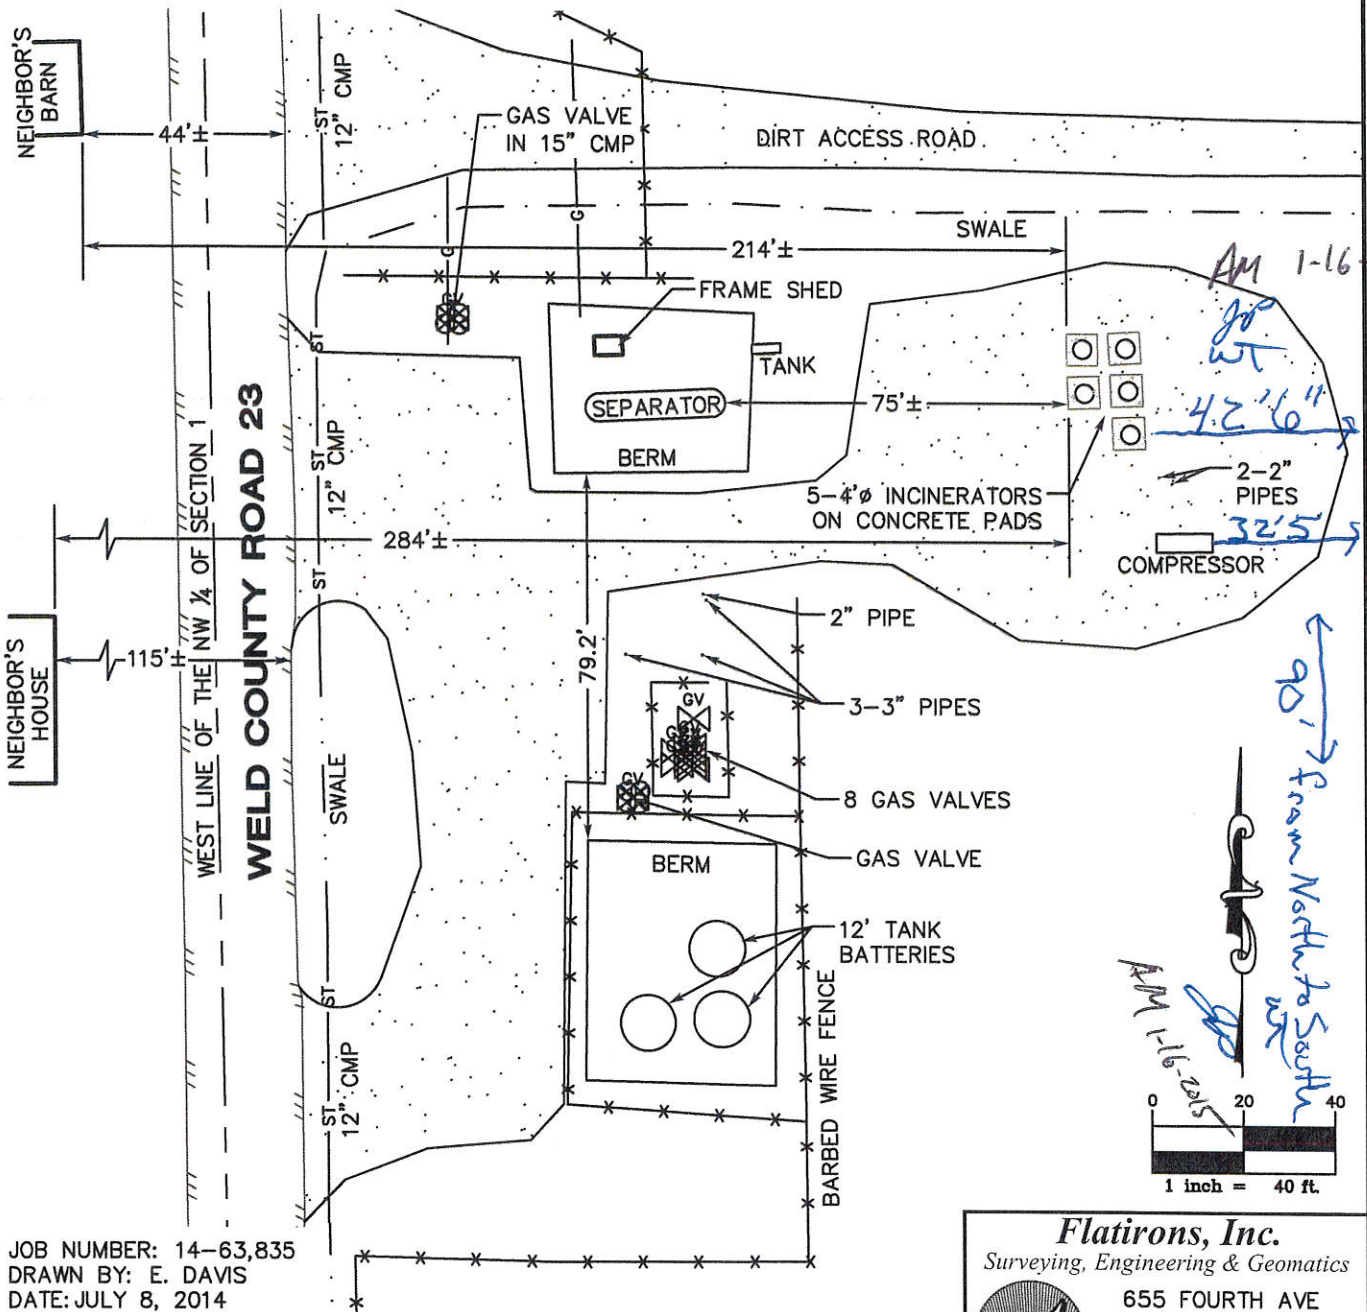 NEIGHBOR'S
BARN
44'±
ST
12" CMP
GAS VALVE
IN 15" CMP
DIRT ACCESS ROAD
G
G
SWALE
214'±
AM 1-16-
GV
FRAME SHED
ST
TANK
SEPARATOR
75'±
42'6"
BERM
2-2"
PIPES
5-4'ø INCINERATORS
ON CONCRETE PADS
ST
12" CMP
284'±
32'5"
COMPRESSOR
WEST LINE OF THE NW ¼ OF SECTION 1
WELD COUNTY ROAD 23
ST
2" PIPE
NEIGHBOR'S
HOUSE
115'±
79.2'
3-3" PIPES
GV
90' from North to South
SWALE
GV
8 GAS VALVES
GAS VALVE
BERM
12' TANK
BATTERIES
BARBED WIRE FENCE
AM 1-16-2015
ST
ST
12" CMP
0 20 40
1 inch = 40 ft.
JOB NUMBER: 14-63,835
DRAWN BY: E. DAVIS
DATE: JULY 8, 2014
Flatirons, Inc.
Surveying, Engineering & Geomatics
655 FOURTH AVE